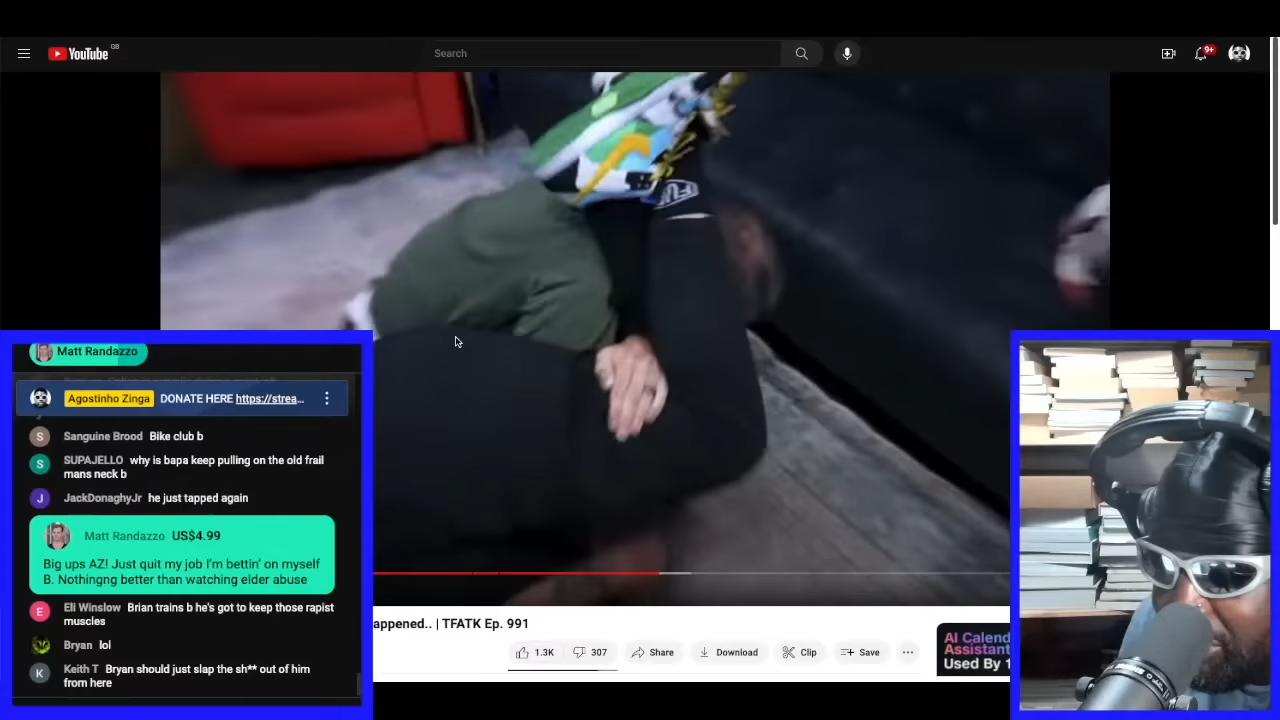 YouTube GB
Search
9+
FU
Matt Randazzo
Agostinho Zinga DONATE HERE https://strea...
S Sanguine Brood Bike club b
S SUPAJELLO why is bapa keep pulling on the old frail
mans neck b
J JackDonaghyJr he just tapped again
Matt Randazzo US$4.99
Big ups AZ! Just quit my job I'm bettin' on myself
B. Nothingng better than watching elder abuse
E Eli Winslow Brian trains b he's got to keep those rapist
muscles
Bryan lol
K Keith T Bryan should just slap the sh** out of him
from here
appened.. | TFATK Ep. 991
1.3K 307 Share Download Clip Save ...
AI Calend
Assistan
Used By 1